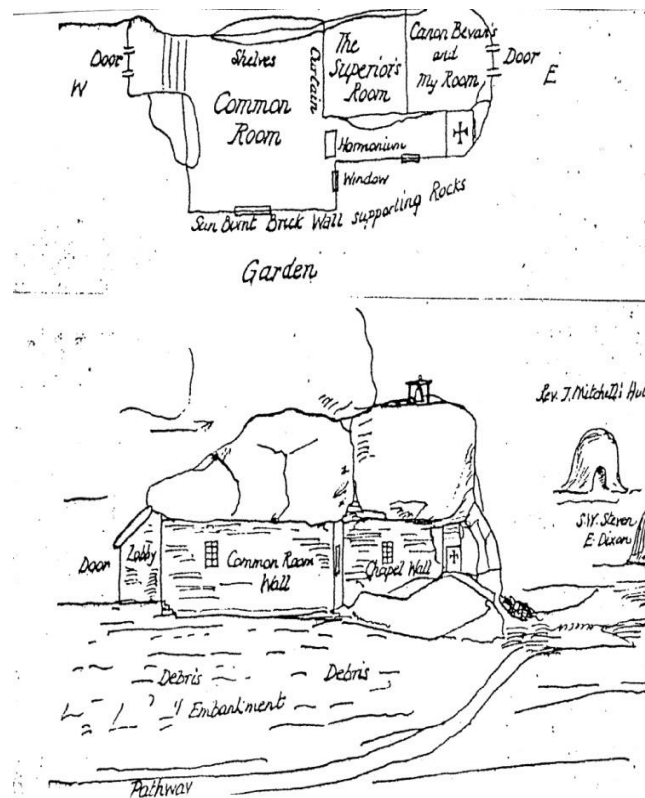 Door
W
Shelves
Common
Room
Curtain
The
Superior's
Room
Canon Bevan's
and
My Room
Door
E
Harmonium
Window
Sun Burnt Brick Wall supporting Rocks
Garden
Rev. J. Mitchell's Hut
S.W. Steven
E. Dixon
Door
Lobby
Common Room
Wall
Chapel Wall
Debris
Debris
Embankment
Pathway